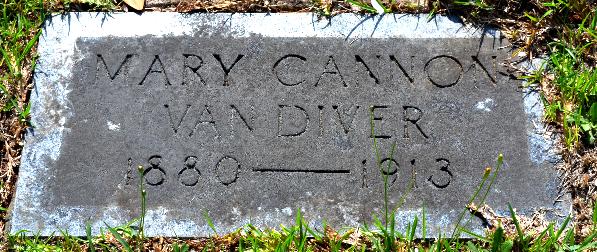 MARY CANNON
VAN DIVER
1880 — 1913